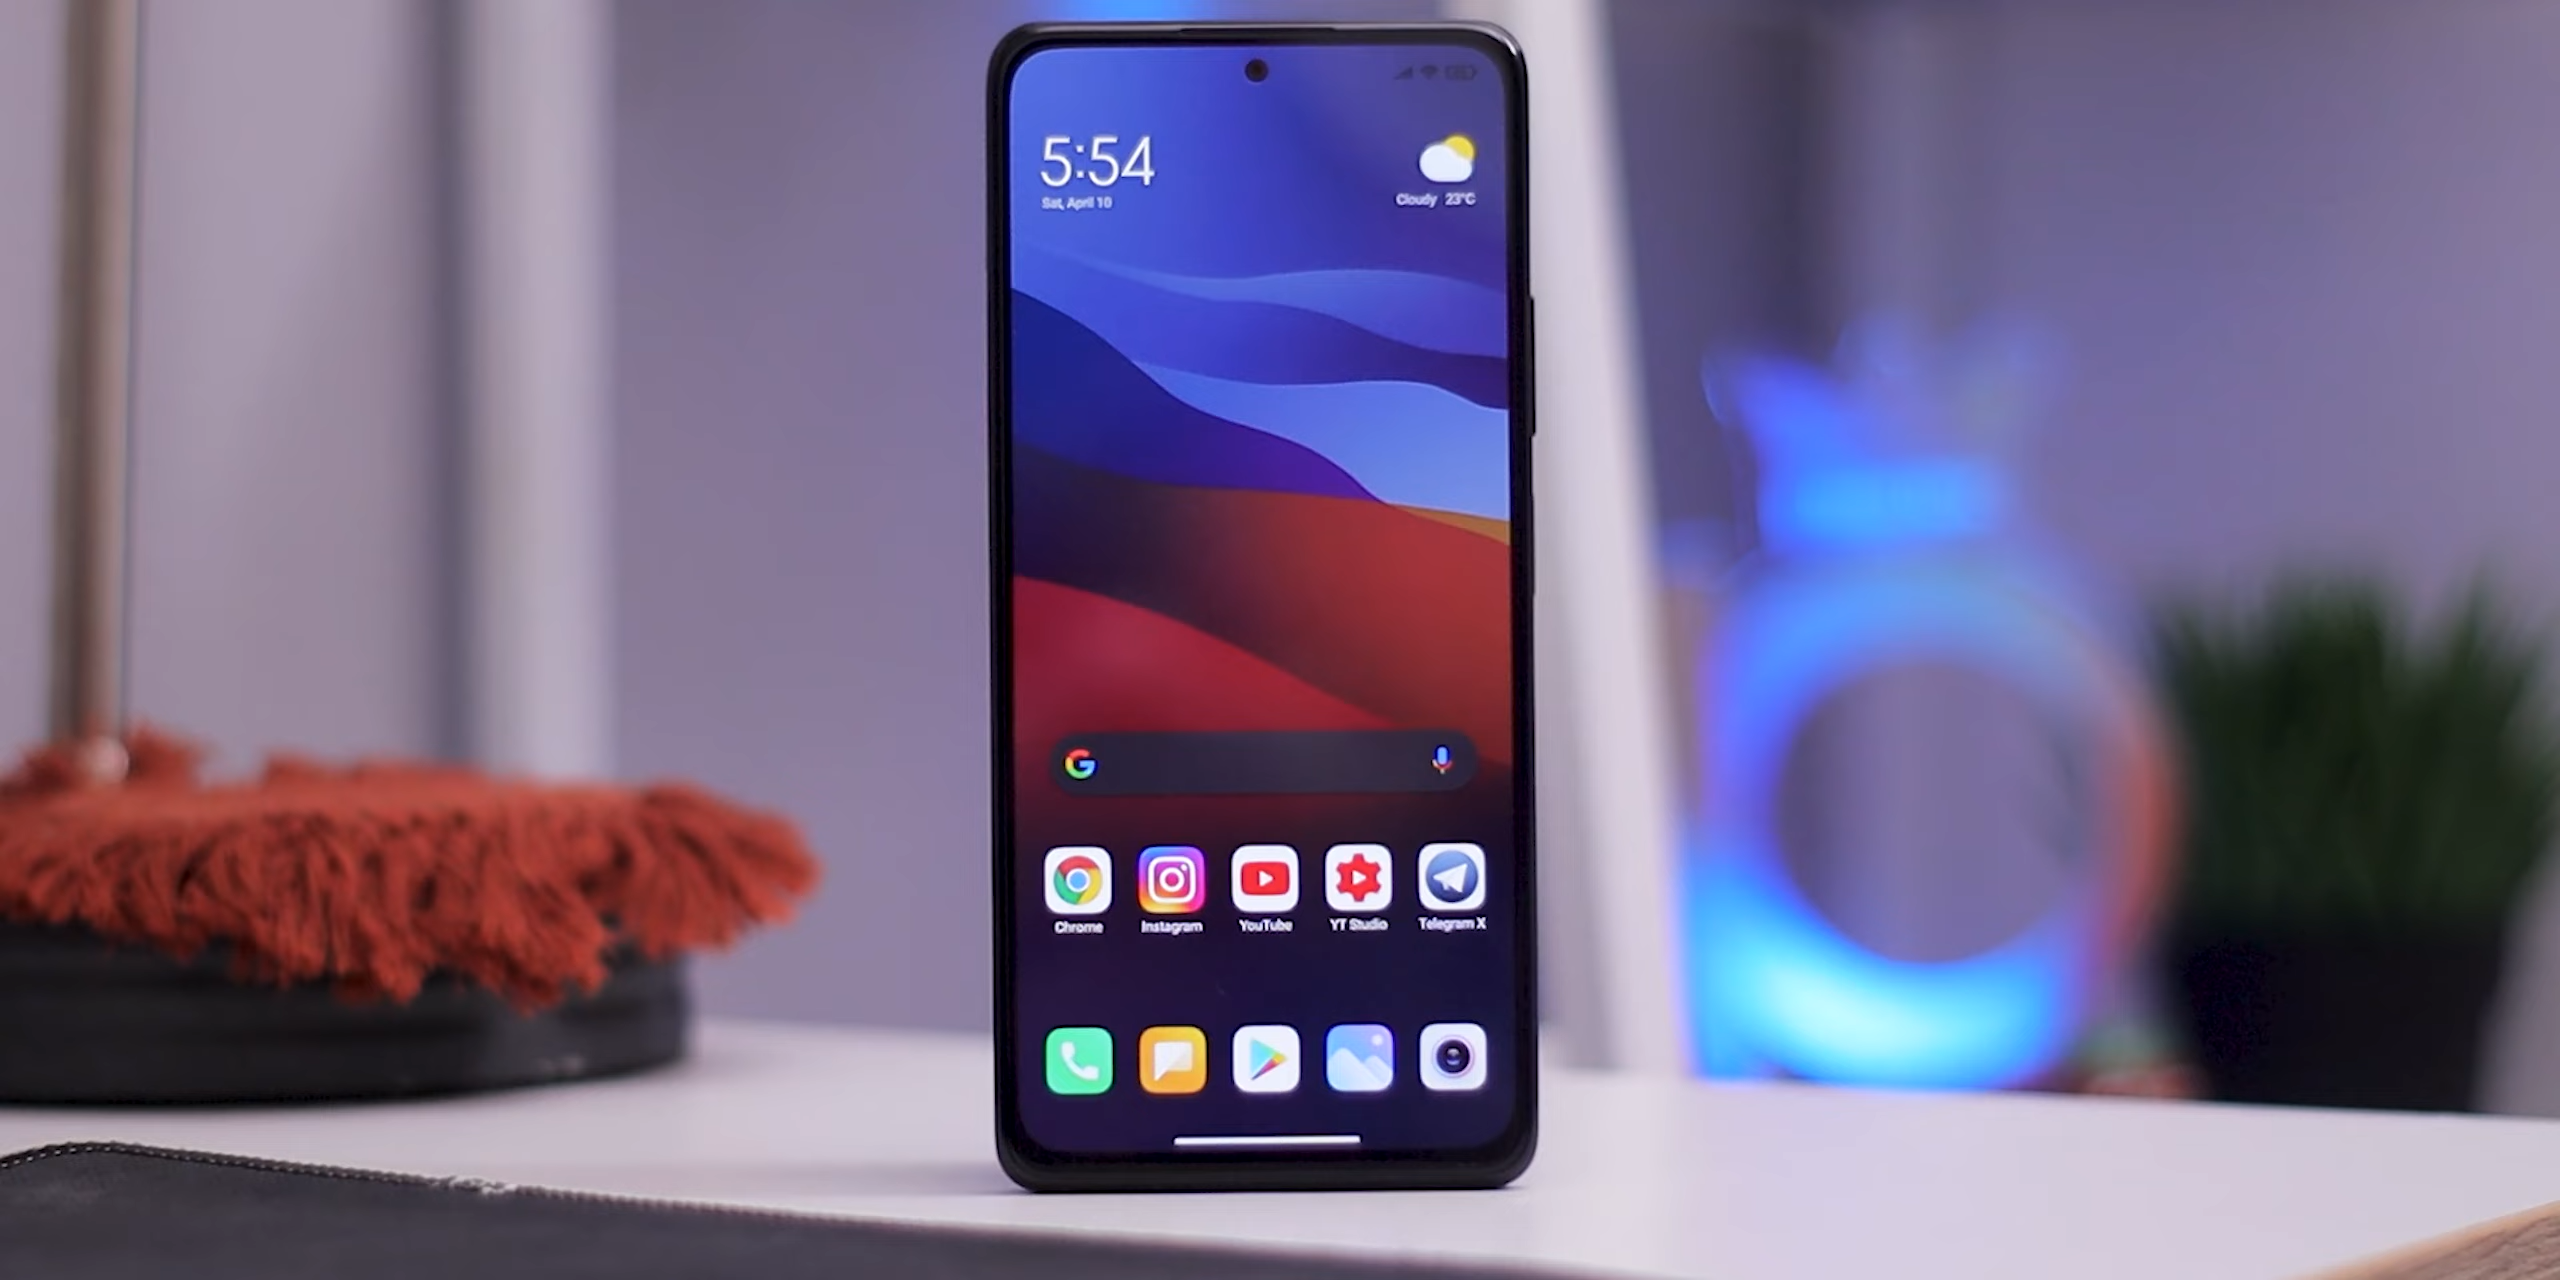 5:54
Sat, April 10
Cloudy 23°C
Chrome
Instagram
YouTube
YT Studio
Telegram X